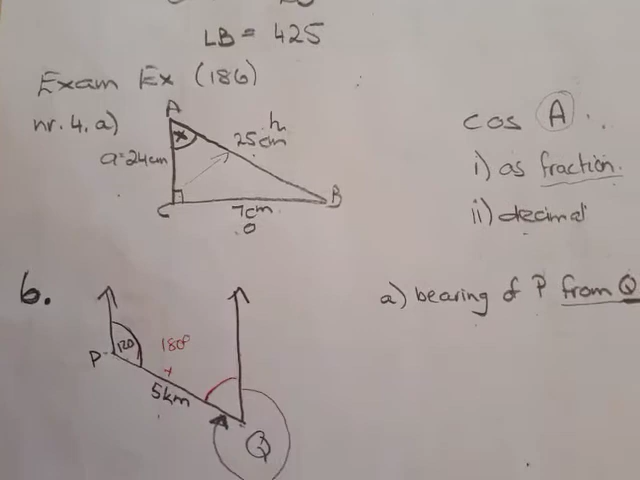 LB = 425
Exam Ex (186)
nr. 4. a)
A
x
a=24cm
h
25cm
C
7cm
o
B
cos A
i) as fraction.
ii) decimal
6.
P
120
180°
+
5km
Q
a) bearing of P from Q